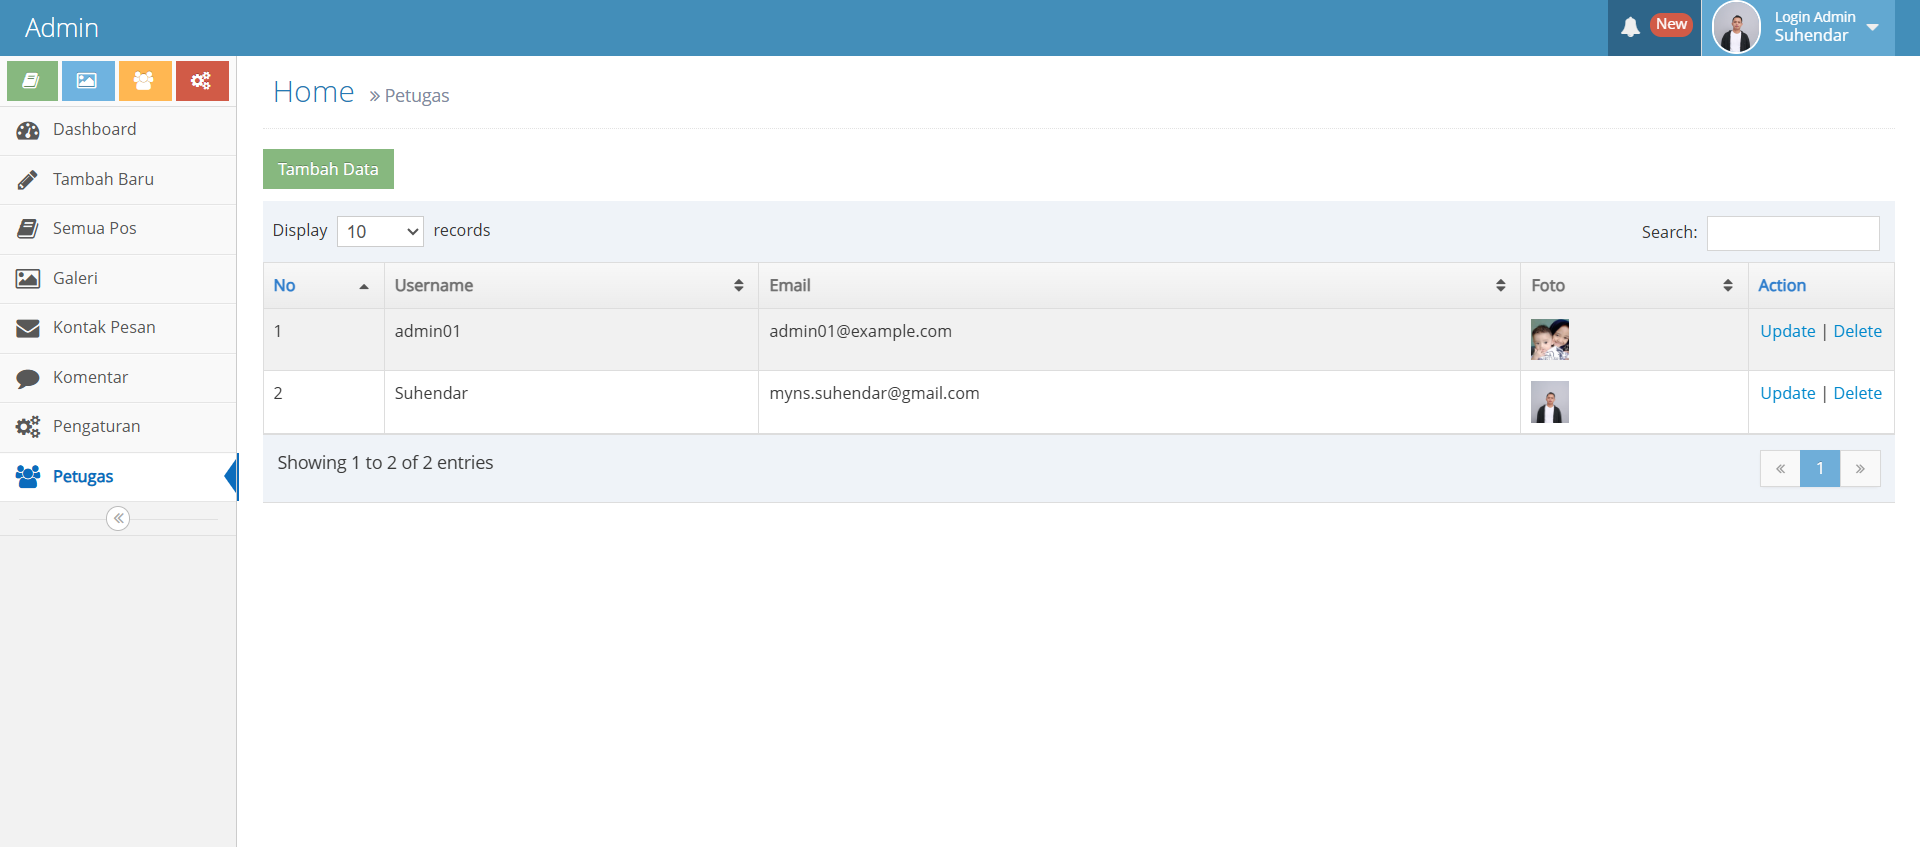 Admin
New
Login Admin
Suhendar
Dashboard
Tambah Baru
Semua Pos
Galeri
Kontak Pesan
Komentar
Pengaturan
Petugas
Home » Petugas
Tambah Data
Display 10 records
Search:
No Username Email Foto Action
1 admin01 admin01@example.com Update | Delete
2 Suhendar myns.suhendar@gmail.com Update | Delete
Showing 1 to 2 of 2 entries
« 1 »